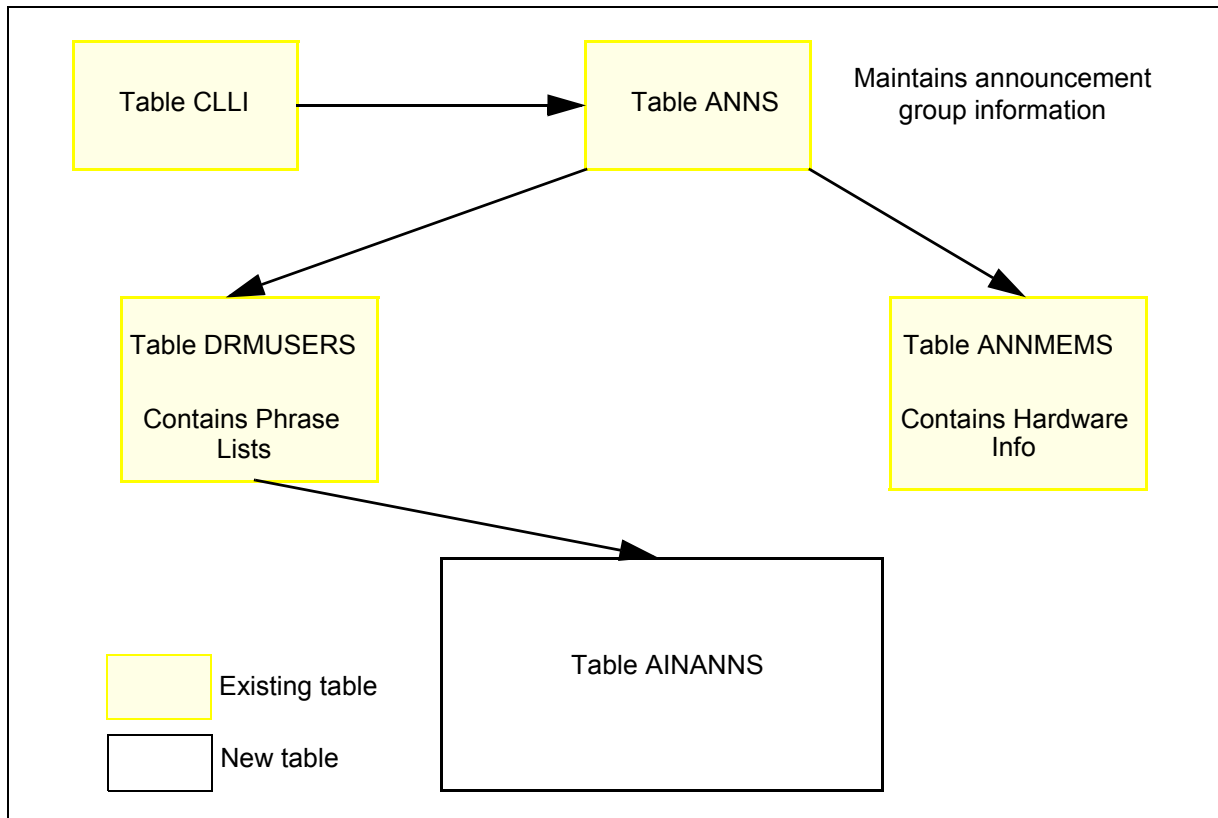 Table CLLI
Table ANNS
Maintains announcement
group information
Table DRMUSERS
Contains Phrase
Lists
Table ANNMEMS
Contains Hardware
Info
Table AINANNS
Existing table
New table